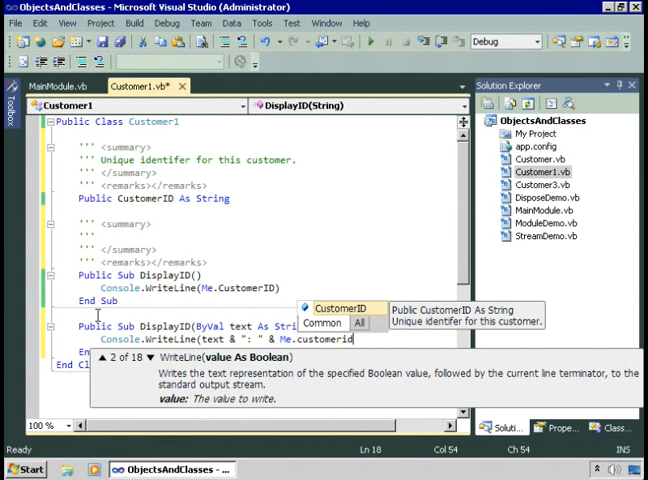 ObjectsAndClasses - Microsoft Visual Studio (Administrator)
File Edit View Project Build Debug Team Data Tools Test Window Help
Debug
MainModule.vb Customer1.vb* Solution Explorer
Toolbox
Customer1 DisplayID(String)
Public Class Customer1
''' <summary>
''' Unique identifer for this customer.
''' </summary>
''' <remarks></remarks>
Public CustomerID As String
''' <summary>
'''
''' </summary>
''' <remarks></remarks>
Public Sub DisplayID()
Console.WriteLine(Me.CustomerID)
End Sub
Public Sub DisplayID(ByVal text As Stri
Console.WriteLine(text & ": " & Me.customerid
End Cl
CustomerID
Common All
Public CustomerID As String
Unique identifer for this customer.
2 of 18 WriteLine(value As Boolean)
Writes the text representation of the specified Boolean value, followed by the current line terminator, to the
standard output stream.
value: The value to write.
ObjectsAndClasses
My Project
app.config
Customer.vb
Customer1.vb
Customer3.vb
DisposeDemo.vb
MainModule.vb
ModuleDemo.vb
StreamDemo.vb
100 % Soluti... Prope... Class...
Ready Ln 18 Col 54 Ch 54 INS
Start ObjectsAndClasses - ...